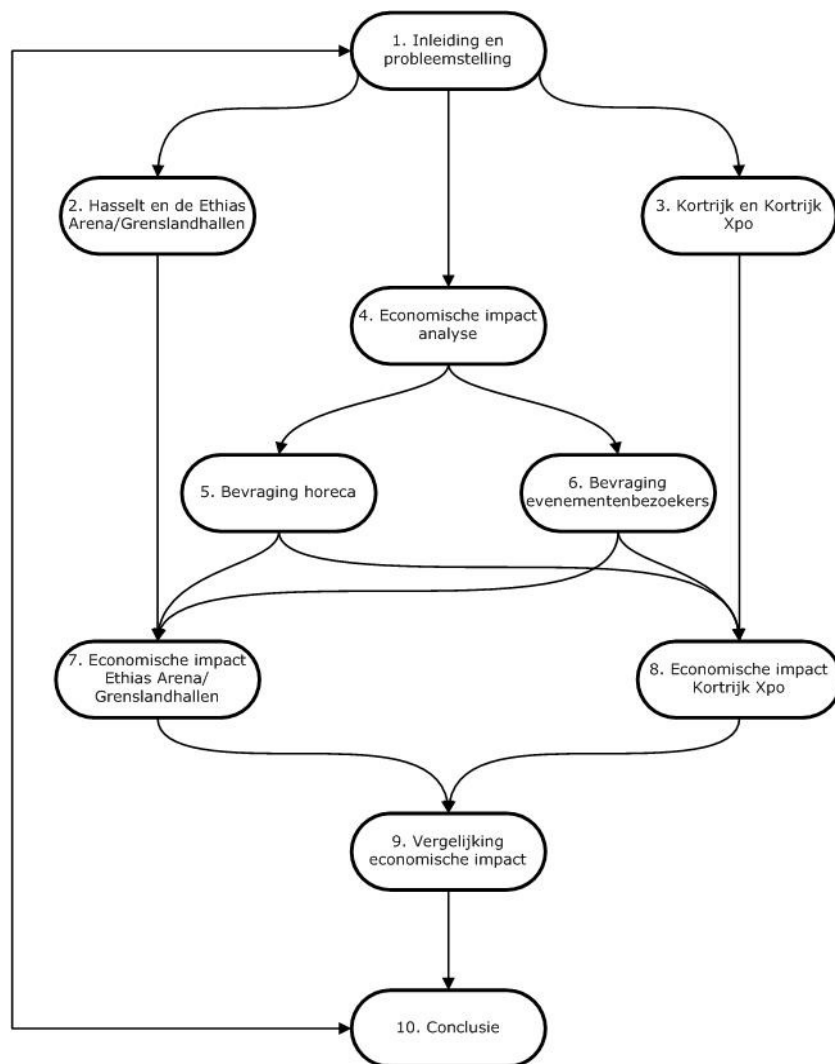 1. Inleiding en
probleemstelling
2. Hasselt en de Ethias
Arena/Grenslandhallen
3. Kortrijk en Kortrijk
Xpo
4. Economische impact
analyse
5. Bevraging horeca
6. Bevraging
evenementenbezoekers
7. Economische impact
Ethias Arena/
Grenslandhallen
8. Economische impact
Kortrijk Xpo
9. Vergelijking
economische impact
10. Conclusie